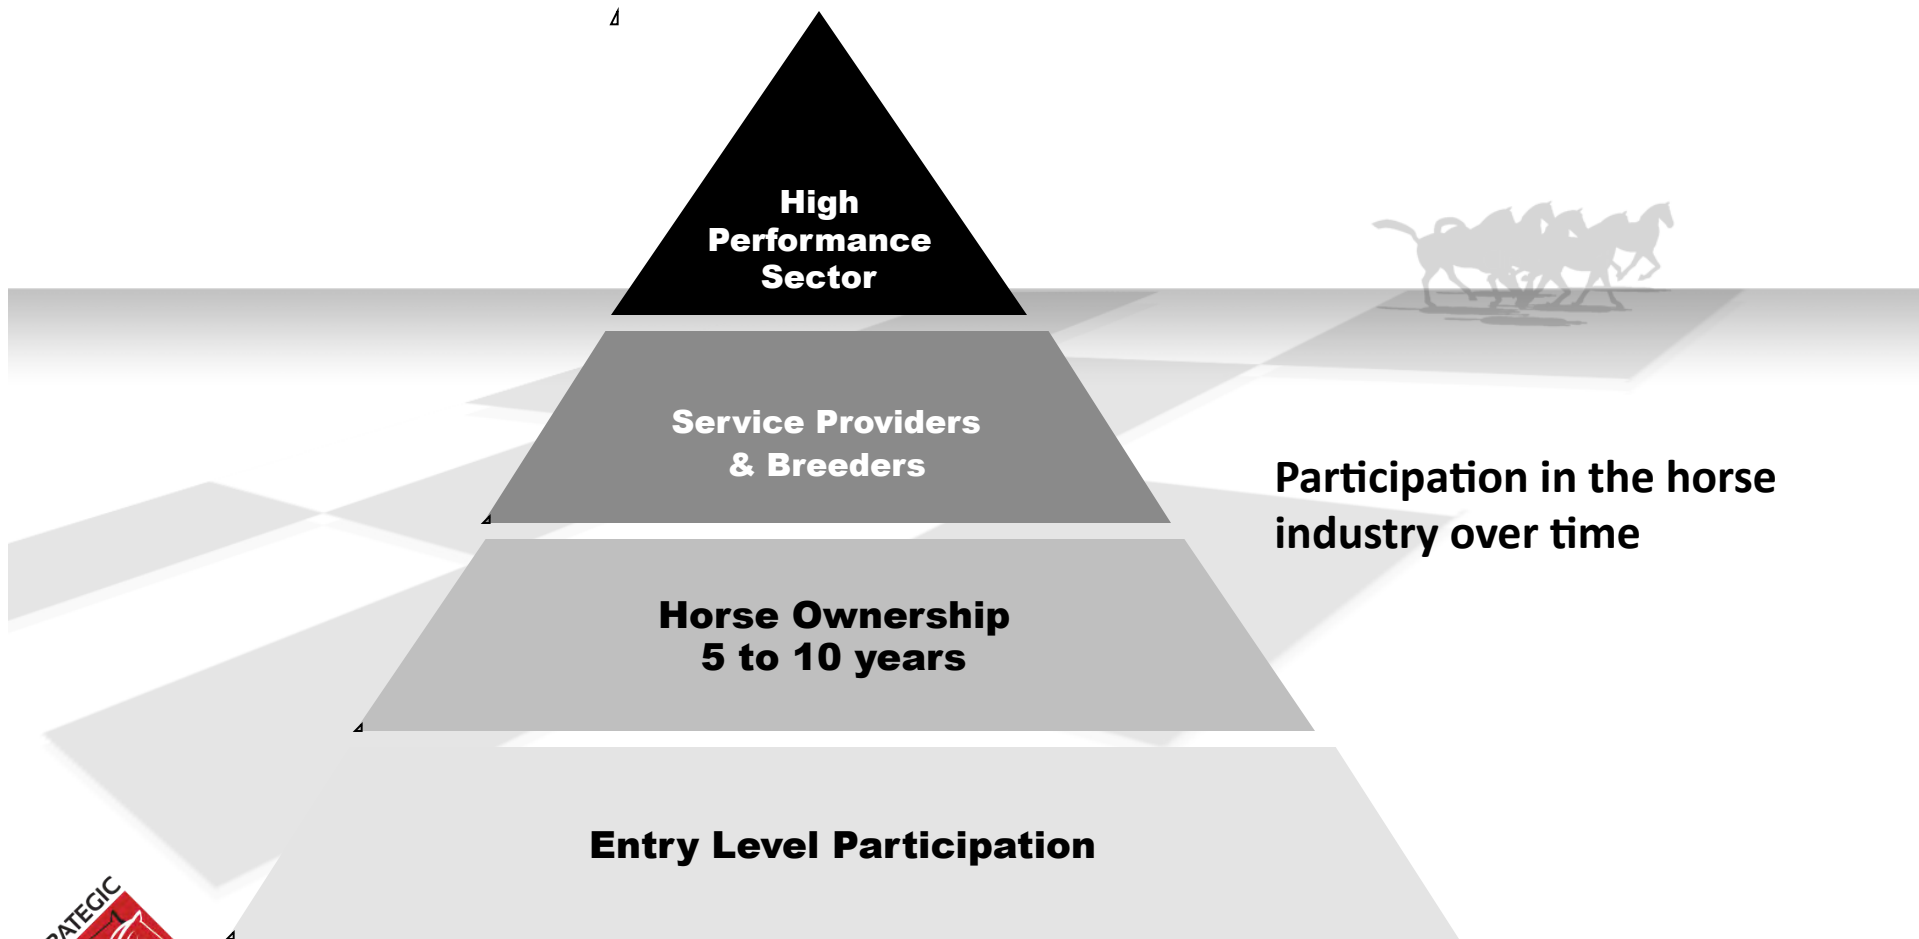 High
Performance
Sector
Service Providers
& Breeders
Participation in the horse
industry over time
Horse Ownership
5 to 10 years
Entry Level Participation